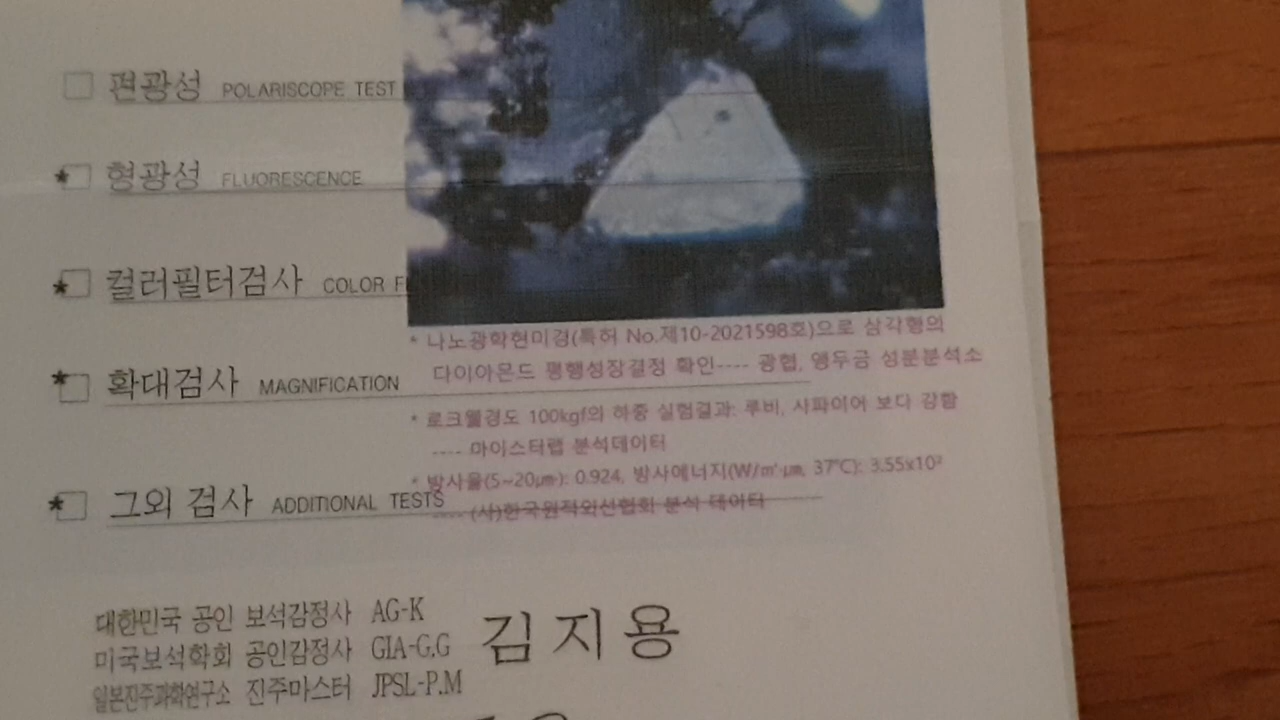 편광성 POLARISCOPE TEST
* 형광성 FLUORESCENCE
* 컬러필터검사 COLOR F
* 확대검사 MAGNIFICATION
* 그외 검사 ADDITIONAL TESTS
* 나노광학현미경(특허 No.제10-2021598호)으로 삼각형의
다이아몬드 평행성장결정 확인---- 광협, 앵두금 성분분석소
* 로크웰경도 100kgf의 하중 실험결과: 루비, 사파이어 보다 강함
---- 마이스터랩 분석데이터
* 방사율(5~20μm): 0.924, 방사에너지(W/㎡·μm, 37℃): 3.55x10²
---- (사)한국원적외선협회 분석 데이터
대한민국 공인 보석감정사 AG-K
미국보석학회 공인감정사 GIA-G.G 김지용
일본진주과학연구소 진주마스터 JPSL-P.M